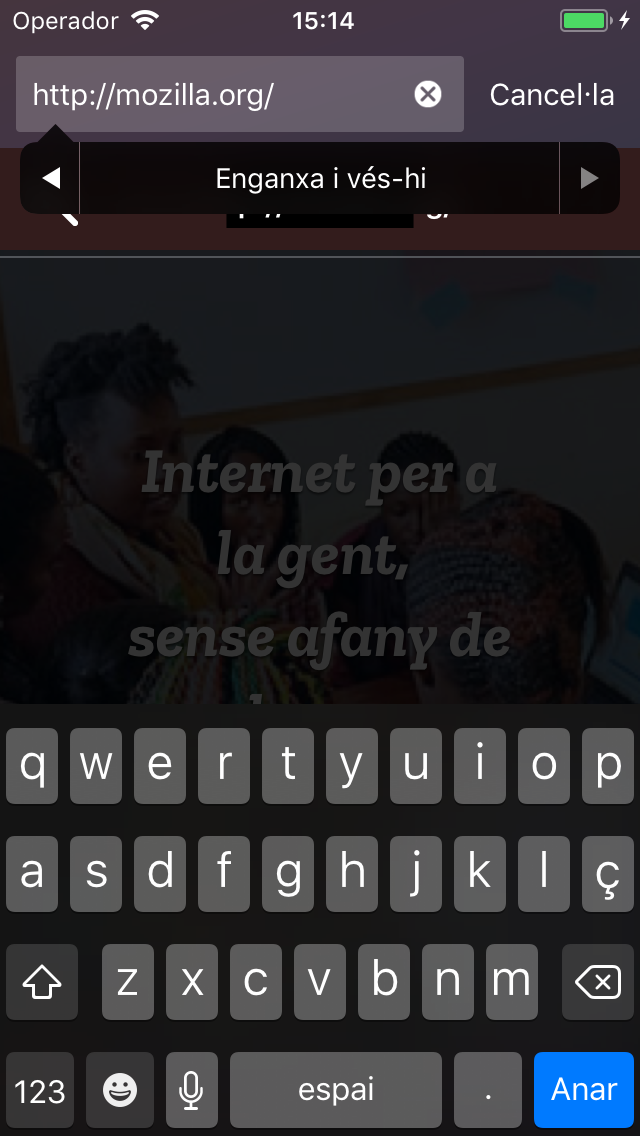 Operador 15:14
http://mozilla.org/ Cancel·la
Enganxa i vés-hi
Internet per a
la gent,
sense afany de
q w e r t y u i o p
a s d f g h j k l ç
z x c v b n m
123 espai . Anar